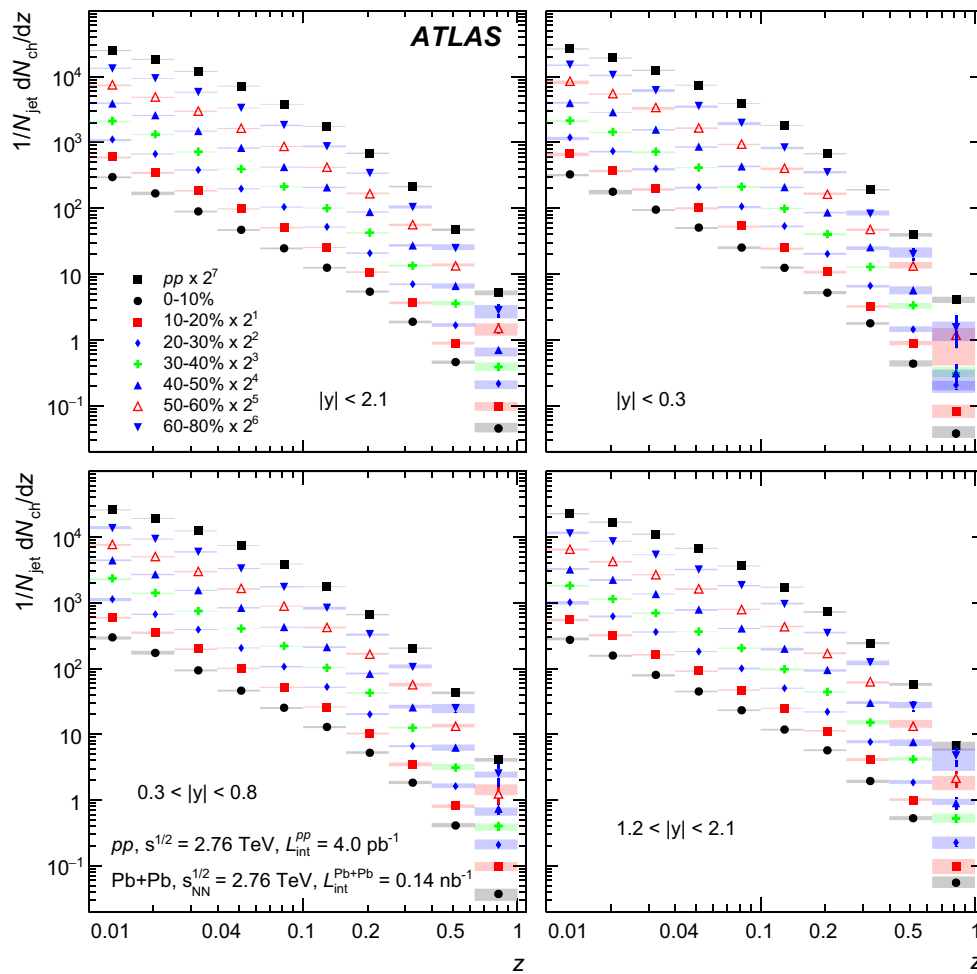 ATLAS
1/N_jet dN_ch/dz
10^4
10^3
10^2
10
1
10^−1
pp x 2^7
0-10%
10-20% x 2^1
20-30% x 2^2
30-40% x 2^3
40-50% x 2^4
50-60% x 2^5
60-80% x 2^6
|y| < 2.1
|y| < 0.3
1/N_jet dN_ch/dz
10^4
10^3
10^2
10
1
10^−1
0.3 < |y| < 0.8
pp, s^1/2 = 2.76 TeV, L_int^pp = 4.0 pb^-1
Pb+Pb, s_NN^1/2 = 2.76 TeV, L_int^Pb+Pb = 0.14 nb^-1
1.2 < |y| < 2.1
0.01 0.1 0.2 0.5 1 0.01 0.1 0.2 0.5 1
z z